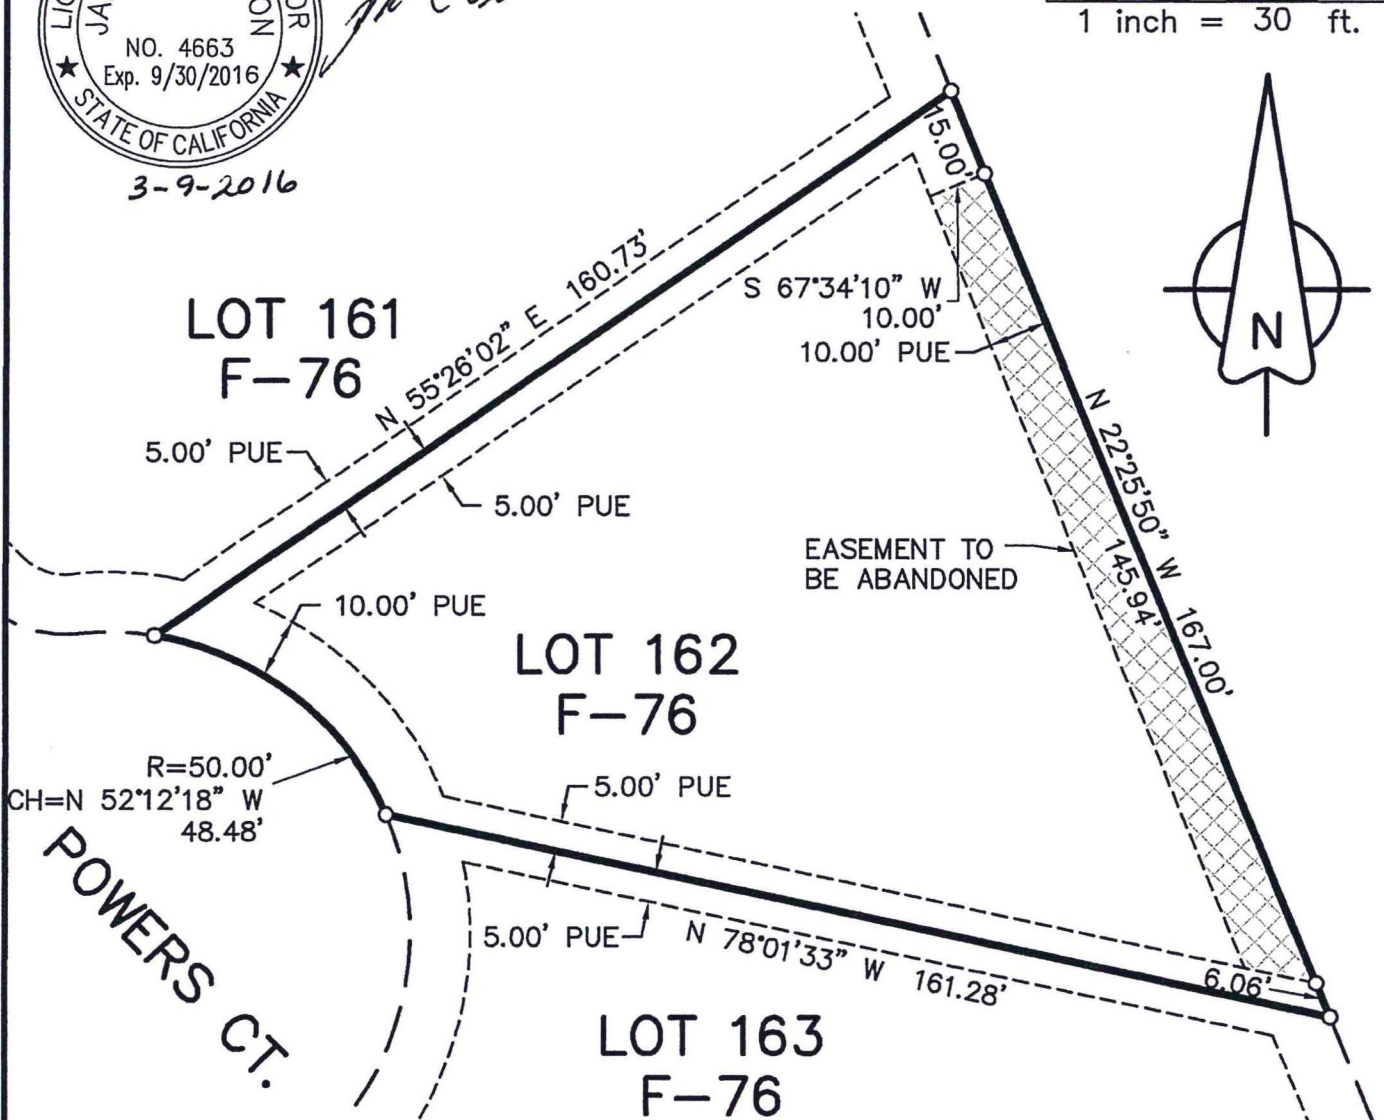 LIC
JA
ON
OR
NO. 4663
Exp. 9/30/2016
★ STATE OF CALIFORNIA ★
3-9-2016
1 inch = 30 ft.
15.00'
N 55°26'02" E 160.73'
LOT 161
F-76
S 67°34'10" W
10.00'
10.00' PUE
N
5.00' PUE
5.00' PUE
N 22°25'50" W 167.00'
145.94'
EASEMENT TO
BE ABANDONED
10.00' PUE
LOT 162
F-76
R=50.00'
CH=N 52°12'18" W
48.48'
5.00' PUE
POWERS CT.
5.00' PUE
N 78°01'33" W 161.28'
6.06'
LOT 163
F-76